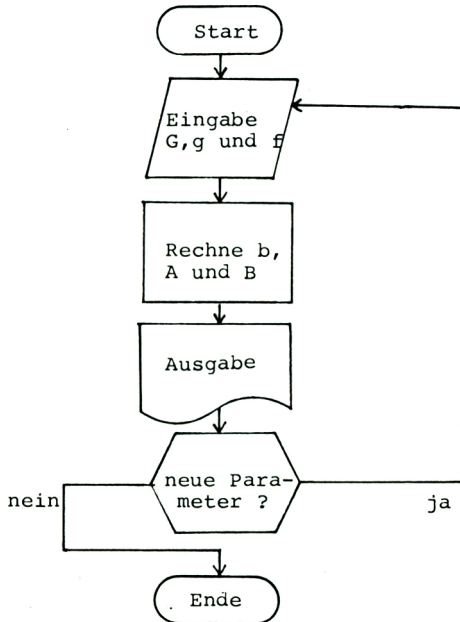 Start
Eingabe
G,g und f
Rechne b,
A und B
Ausgabe
neue Para-
meter ?
nein
ja
Ende